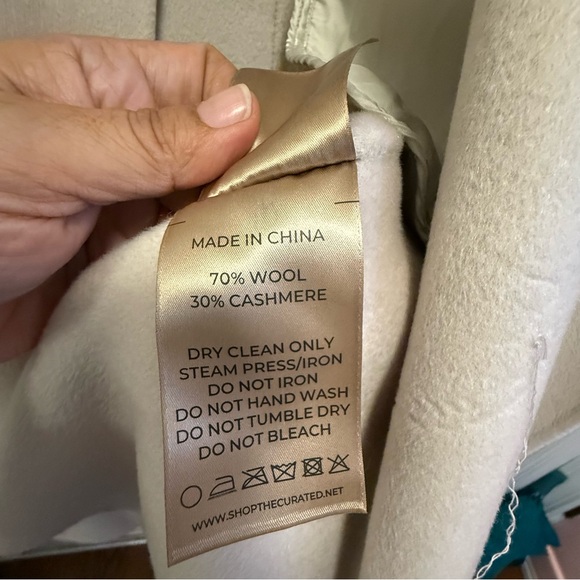 MADE IN CHINA
70% WOOL
30% CASHMERE
DRY CLEAN ONLY
STEAM PRESS/IRON
DO NOT IRON
DO NOT HAND WASH
DO NOT TUMBLE DRY
DO NOT BLEACH
WWW.SHOPTHECURATED.NET